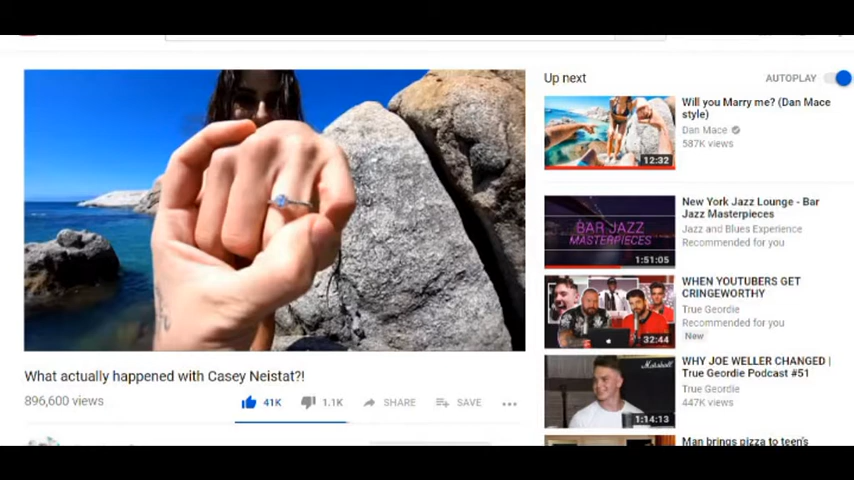 Up next
AUTOPLAY
Will you Marry me? (Dan Mace
style)
Dan Mace
587K views
12:32
New York Jazz Lounge - Bar
Jazz Masterpieces
Jazz and Blues Experience
Recommended for you
BAR JAZZ
MASTERPIECES
1:51:05
WHEN YOUTUBERS GET
CRINGEWORTHY
True Geordie
Recommended for you
New
32:44
WHY JOE WELLER CHANGED |
True Geordie Podcast #51
True Geordie
447K views
Marshall
1:14:13
Man brings pizza to teen's
What actually happened with Casey Neistat?!
896,600 views
41K
1.1K
SHARE
SAVE